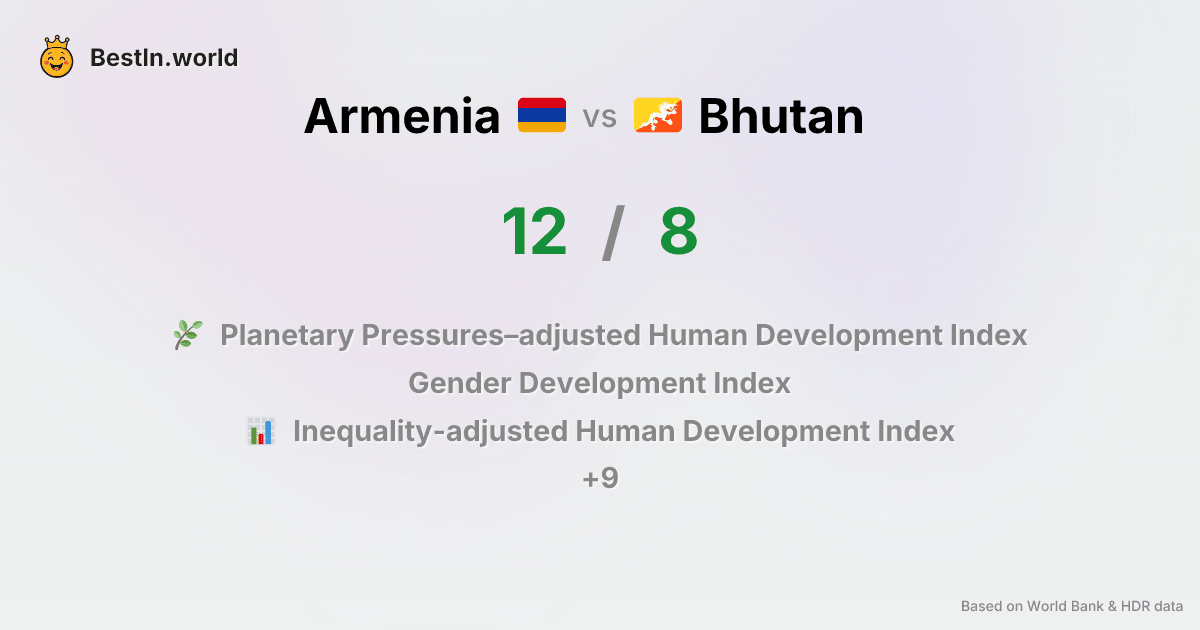 BestIn.world
Armenia vs Bhutan
12 / 8
Planetary Pressures–adjusted Human Development Index
Gender Development Index
Inequality-adjusted Human Development Index
+9
Based on World Bank & HDR data